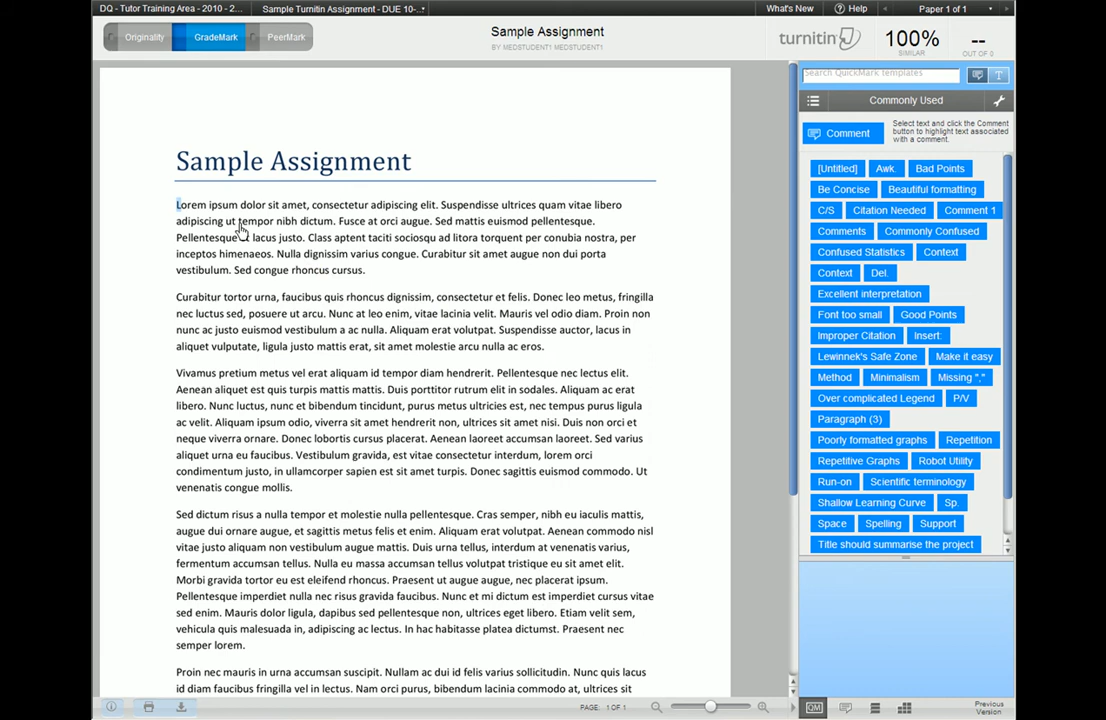 DQ - Tutor Training Area - 2010 - 2... Sample Turnitin Assignment - DUE 10-... What's New Help Paper 1 of 1
Originality GradeMark PeerMark
Sample Assignment
BY MEDSTUDENT1 MEDSTUDENT1
turnitin
100%
SIMILAR
--
OUT OF 0
Search QuickMark templates T
Commonly Used
Comment
Select text and click the Comment
button to highlight text associated
with a comment.
[Untitled] Awk. Bad Points
Be Concise Beautiful formatting
C/S Citation Needed Comment 1
Comments Commonly Confused
Confused Statistics Context
Context Del.
Excellent interpretation
Font too small Good Points
Improper Citation Insert:
Lewinnek's Safe Zone Make it easy
Method Minimalism Missing ","
Over complicated Legend P/V
Paragraph (3)
Poorly formatted graphs Repetition
Repetitive Graphs Robot Utility
Run-on Scientific terminology
Shallow Learning Curve Sp.
Space Spelling Support
Title should summarise the project
Sample Assignment
Lorem ipsum dolor sit amet, consectetur adipiscing elit. Suspendisse ultrices quam vitae libero
adipiscing ut tempor nibh dictum. Fusce at orci augue. Sed mattis euismod pellentesque.
Pellentesque lacus justo. Class aptent taciti sociosqu ad litora torquent per conubia nostra, per
inceptos himenaeos. Nulla dignissim varius congue. Curabitur sit amet augue non dui porta
vestibulum. Sed congue rhoncus cursus.
Curabitur tortor urna, faucibus quis rhoncus dignissim, consectetur et felis. Donec leo metus, fringilla
nec luctus sed, posuere ut arcu. Nunc at leo enim, vitae lacinia velit. Mauris vel odio diam. Proin non
nunc ac justo euismod vestibulum a ac nulla. Aliquam erat volutpat. Suspendisse auctor, lacus in
aliquet vulputate, ligula justo mattis erat, sit amet molestie arcu nulla ac eros.
Vivamus pretium metus vel erat aliquam id tempor diam hendrerit. Pellentesque nec lectus elit.
Aenean aliquet est quis turpis mattis mattis. Duis porttitor rutrum elit in sodales. Aliquam ac erat
libero. Nunc luctus, nunc et bibendum tincidunt, purus metus ultricies est, nec tempus purus ligula
ac velit. Aliquam ipsum odio, viverra sit amet hendrerit non, ultrices sit amet nisi. Duis orci ex
neque viverra ornare. Donec lobortis cursus placerat. Aenean laoreet accumsan laoreet. Sed varius
aliquet urna eu faucibus. Vestibulum gravida, est vitae consectetur interdum, lorem orci
condimentum justo, in ullamcorper sapien est sit amet turpis. Donec sagittis euismod commodo. Ut
venenatis congue mollis.
Sed dictum risus a nulla tempor et molestie nulla pellentesque. Cras semper, nibh eu iaculis mattis,
augue dui ornare augue, et sagittis metus felis et enim. Aliquam erat volutpat. Aenean commodo nisl
vitae justo aliquam non vestibulum augue mattis. Duis urna tellus, interdum at venenatis varius,
fermentum accumsan tellus. Nulla eu massa accumsan tellus volutpat tristique eu sit amet elit.
Morbi gravida tortor eu est eleifend rhoncus. Praesent ut augue augue, nec placerat ipsum.
Pellentesque imperdiet nulla nec risus gravida faucibus. Nunc et mi dictum est imperdiet cursus vitae
sed enim. Mauris dolor ligula, dapibus sed pellentesque non, ultrices eget libero. Etiam velit sem,
vehicula quis malesuada in, adipiscing ac lectus. In hac habitasse platea dictumst. Praesent nec
semper lorem.
Proin nec mauris in urna accumsan suscipit. Nullam ac dui id felis varius sollicitudin. Nunc quis nulla
id diam faucibus fringilla vel in lectus. Nam orci purus, bibendum lacinia commodo at, ultrices sit
PAGE: 1 OF 1
QM
Previous
Version